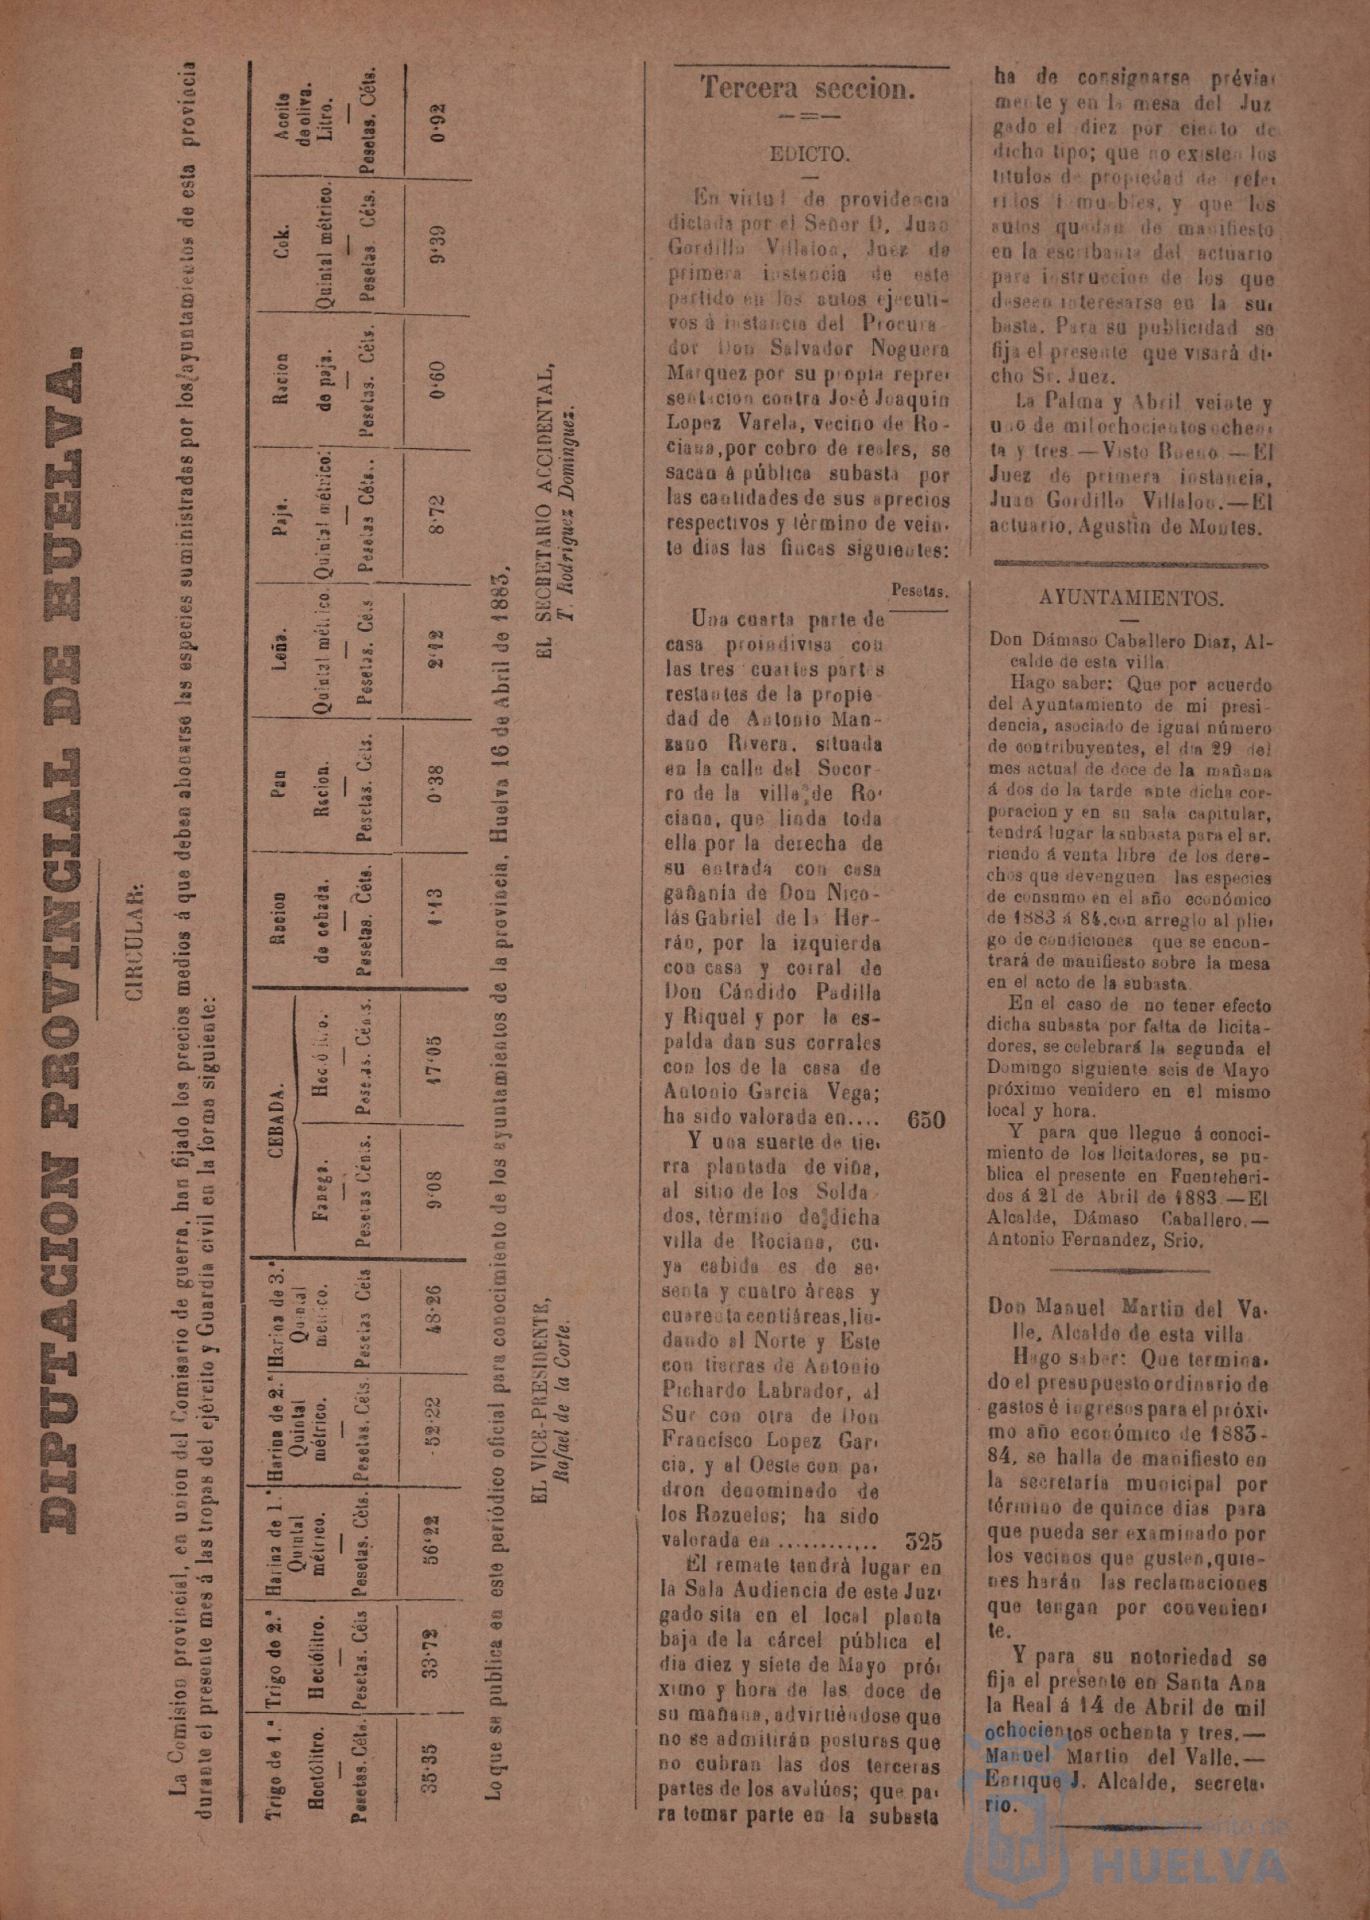 DIPUTACION PROVINCIAL DE HUELVA.
CIRCULAR:
La Comision provincial, en union del Comisario de guerra, han fijado los precios medios á que deben abonarse las especies suministradas por los ayuntamientos de esta provincia
durante el presente mes á las tropas del ejército y Guardia civil en la forma siguiente:
Trigo de 1.ª Hectólitro. Pesetas. Céts. 35·35
Trigo de 2.ª Hectólitro. Pesetas. Céts 33·72
Harina de 1.ª Quintal métrico. Pesetas. Céts. 56·22
Harina de 2.ª Quintal métrico. Pesetas. Céts. 52·22
Harina de 3.ª Quintal métrico. Pesetas Céts 48·26
CEBADA.
Fanega. Pesetas Cénts. 9·08
Hectólitro. Pesetas. Cénts. 17·05
Racion de cebada. Pesetas. Céts. 1·13
Pan Racion. Pesetas. Céts. 0·38
Leña. Quintal métrico. Pesetas. Céts 2·12
Paja. Quintal métrico. Pesetas Céts.. 8·72
Racion de paja. Pesetas. Céts. 0·60
Cok. Quintal métrico. Pesetas. Céts. 9·39
Aceite de oliva. Litro. Pesetas. Céts. 0·92
Lo que se publica en este periódico oficial para conocimiento de los ayuntamientos de la provincia, Huelva 16 de Abril de 1883,
EL VICE-PRESIDENTE,
Rafael de la Corte.
EL SECRETARIO ACCIDENTAL,
T. Rodriguez Dominguez.
Tercera seccion.
EDICTO.
En virtud de providencia
dictada por el Señor D, Juan
Gordillo Villalon, Juez de
primera instancia de este
partido en los autos ejecuti-
vos á instancia del Procura
dor Don Salvador Noguera
Marquez por su propia repre-
sentacion contra José Joaquin
Lopez Varela, vecino de Ro-
ciana, por cobro de reales, se
sacan á pública subasta por
las cantidades de sus aprecios
respectivos y término de vein-
te dias las fincas siguientes:
Pesetas.
Una cuarta parte de
casa proindivisa con
las tres cuartas partes
restantes de la propie
dad de Antonio Man-
zano Rivera, situada
en la calle del Socor-
ro de la villa de Ro-
ciana, que linda toda
ella por la derecha de
su entrada con casa
gañanía de Don Nico-
lás Gabriel de la Her-
rán, por la izquierda
con casa y corral de
Don Cándido Padilla
y Riquel y por la es-
palda dan sus corrales
con los de la casa de
Antonio Garcia Vega;
ha sido valorada en.... 650
Y una suerte de tie-
rra plantada de viña,
al sitio de los Solda
dos, término de dicha
villa de Rociana, cu-
ya cabida es de se-
senta y cuatro áreas y
cuarenta centiáreas, lin-
dando al Norte y Este
con tierras de Antonio
Pichardo Labrador, al
Sur con otra de Don
Francísco Lopez Gar-
cia, y al Oeste con pa-
dron denominado de
los Rozuelos; ha sido
valorada en ............ 325
El remate tendrà lugar en
la Sala Audiencia de este Juz-
gado sita en el local planta
baja de la cárcel pública el
dia diez y siete de Mayo pró-
ximo y hora de las doce de
su mañana, advirtiéndose que
no se admitirán posturas que
no cubran las dos terceras
partes de los avalúos; que pa-
ra tomar parte en la subasta
ha de consignarse prévia-
mente y en la mesa del Juz
gado el diez por ciento de
dicho tipo; que no existen los
titulos de propiedad de refe-
ridos inmuebles, y que los
autos quedan de manifiesto
en la escribanía del actuario
para instruccion de los que
deseen interesarse en la su-
basta. Para su publicidad se
fija el presente que visará di-
cho Sr. Juez.
La Palma y Abril veinte y
uno de mil ochocientos ochen-
ta y tres.—Visto Bueno.—El
Juez de primera instancia,
Juan Gordillo Villalon.—El
actuario, Agustin de Montes.
AYUNTAMIENTOS.
Don Dámaso Caballero Diaz, Al-
calde de esta villa
Hago saber: Que por acuerdo
del Ayuntamiento de mi presi-
dencia, asociado de igual número
de contribuyentes, el dia 29 del
mes actual de doce de la mañana
á dos de la tarde ante dicha cor-
poracion y en su sala capitular,
tendrá lugar la subasta para el ar-
riendo á venta libre de los dere-
chos que devenguen las especies
de consumo en el año económico
de 1883 á 84, con arreglo al plie-
go de condiciones que se encon-
trará de manifiesto sobre la mesa
en el acto de la subasta.
En el caso de no tener efecto
dicha subasta por falta de licita-
dores, se celebrará la segunda el
Domingo siguiente seis de Mayo
próximo venidero en el mismo
local y hora.
Y para que llegue á conoci-
miento de los licitadores, se pu-
blica el presente en Fuenteheri-
dos á 21 de Abril de 1883.—El
Alcalde, Dámaso Caballero.—
Antonio Fernandez, Srio.
Don Manuel Martin del Va-
lle, Alcalde de esta villa
Hago saber: Que termina-
do el presupuesto ordinario de
gastos é ingresos para el próxi-
mo año económico de 1883-
84, se halla de manifiesto en
la secretaría municipal por
término de quince dias para
que pueda ser examinado por
los vecinos que gusten, quie-
nes harán las reclamaciones
que tengan por convenien-
te.
Y para su notoriedad se
fija el presente en Santa Ana
la Real á 14 de Abril de mil
ochocientos ochenta y tres.—
Manuel Martin del Valle.—
Enrique J. Alcalde, secreta-
rio.
Ayuntamiento de
HUELVA